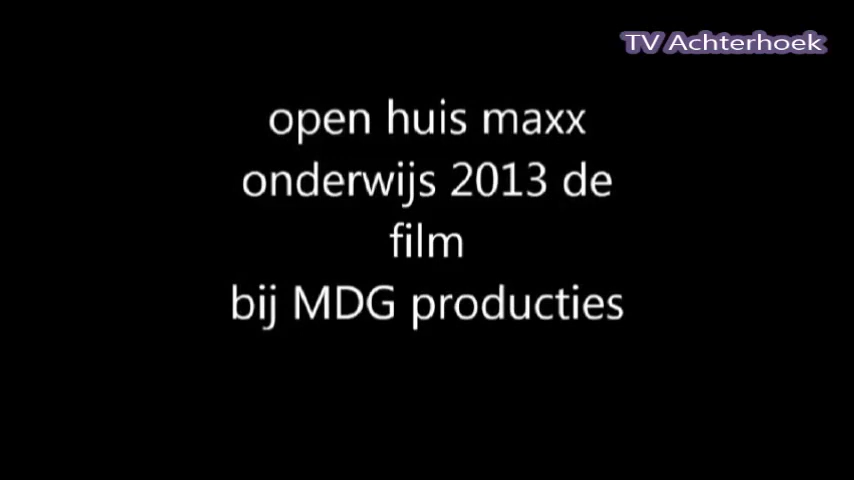 TV Achterhoek
open huis maxx
onderwijs 2013 de
film
bij MDG producties